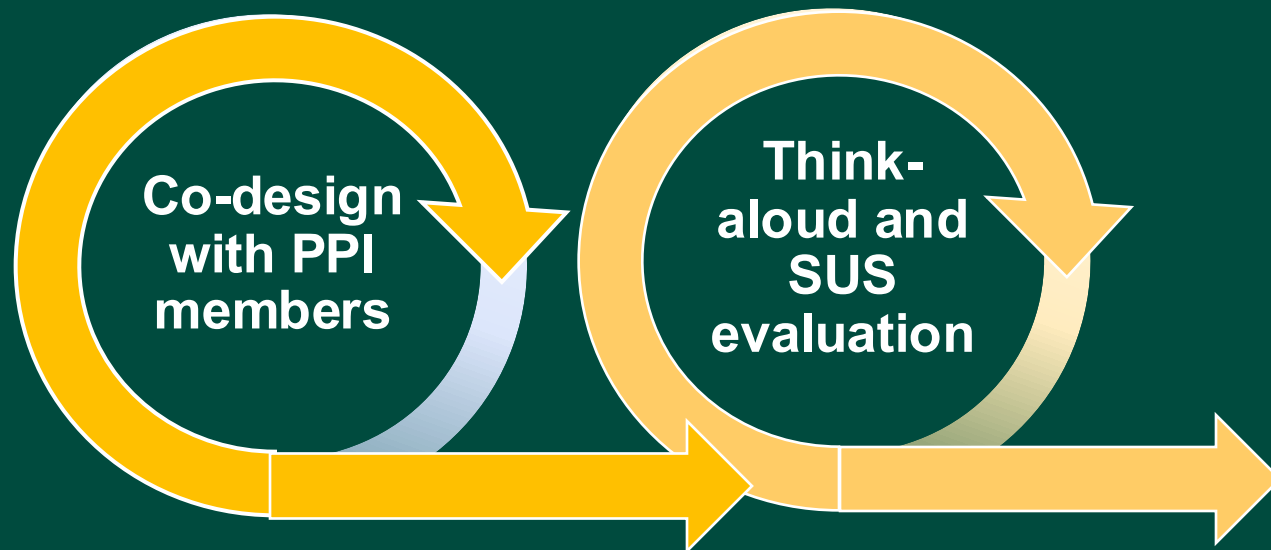 Co-design
with PPI
members
Think-
aloud and
SUS
evaluation